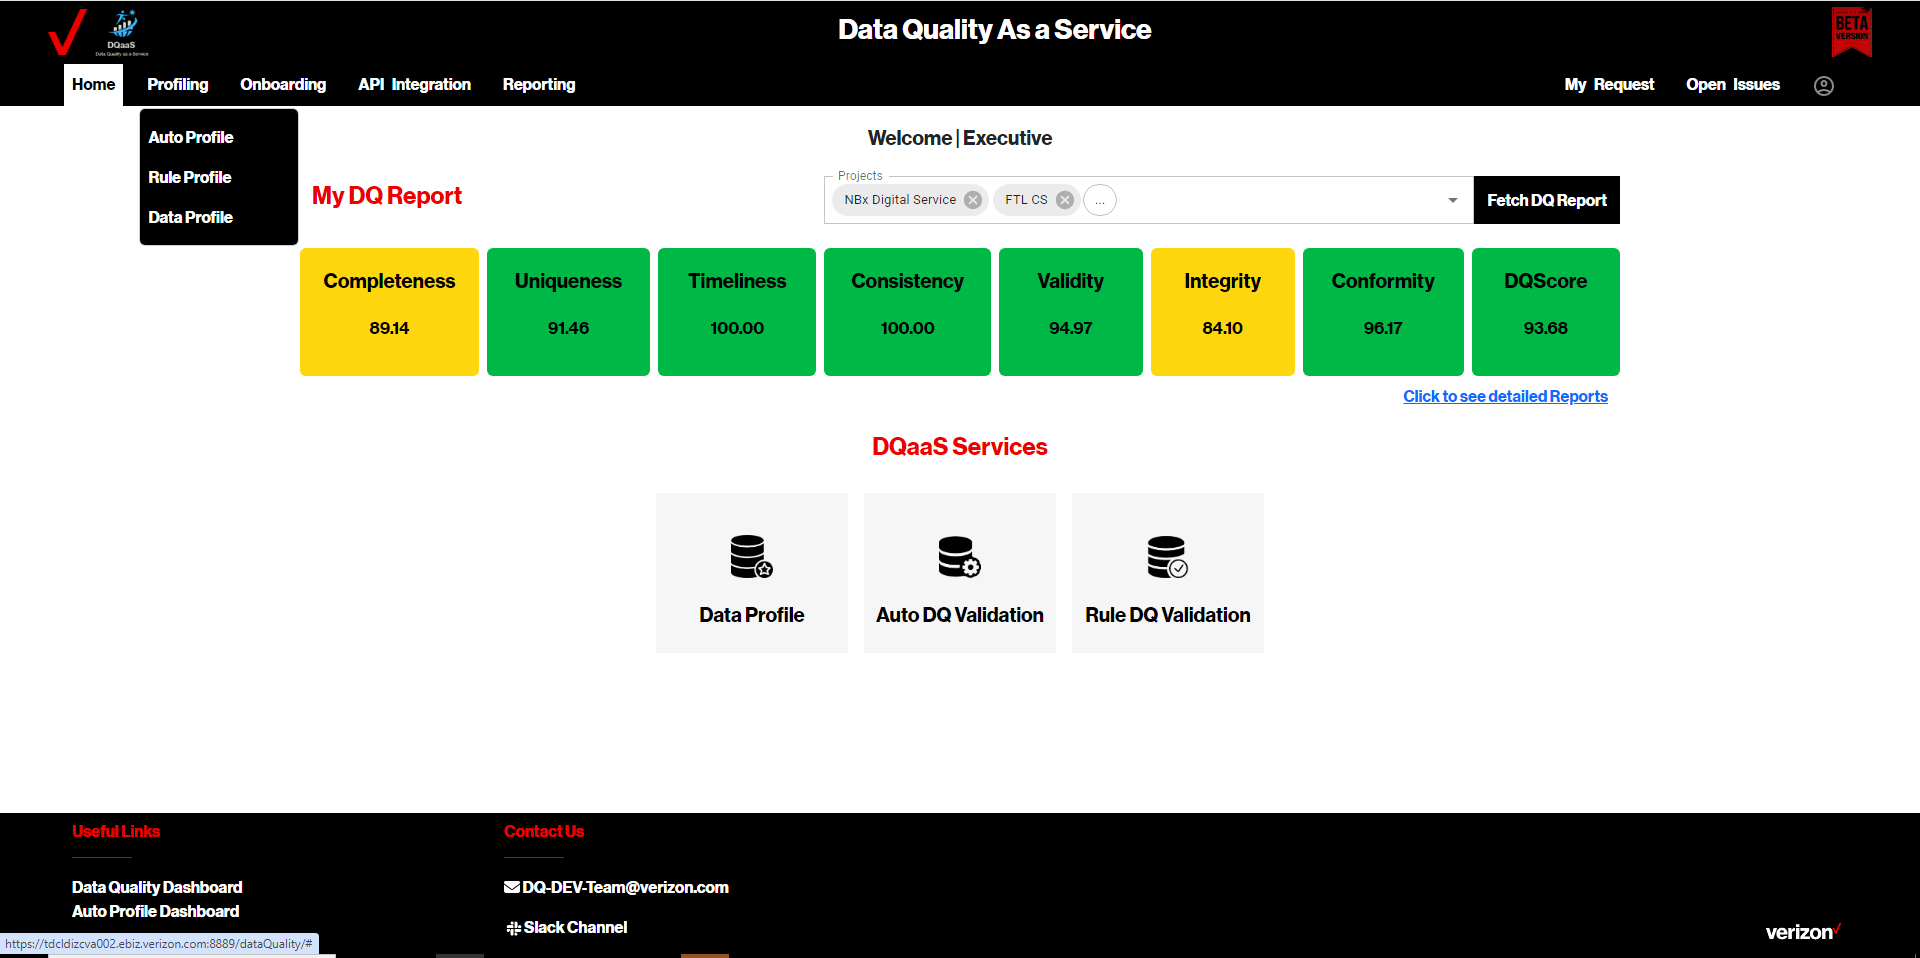 DQaaS
Data Quality as a Service
Data Quality As a Service
BETA
VERSION
Home
Profiling
Onboarding
API Integration
Reporting
My Request
Open Issues
Auto Profile
Rule Profile
Data Profile
Welcome | Executive
My DQ Report
Projects
NBx Digital Service
FTL CS
...
Fetch DQ Report
Completeness
89.14
Uniqueness
91.46
Timeliness
100.00
Consistency
100.00
Validity
94.97
Integrity
84.10
Conformity
96.17
DQScore
93.68
Click to see detailed Reports
DQaaS Services
Data Profile
Auto DQ Validation
Rule DQ Validation
Useful Links
Data Quality Dashboard
Auto Profile Dashboard
Contact Us
DQ-DEV-Team@verizon.com
Slack Channel
verizon
https://tdcldizcva002.ebiz.verizon.com:8889/dataQuality/#